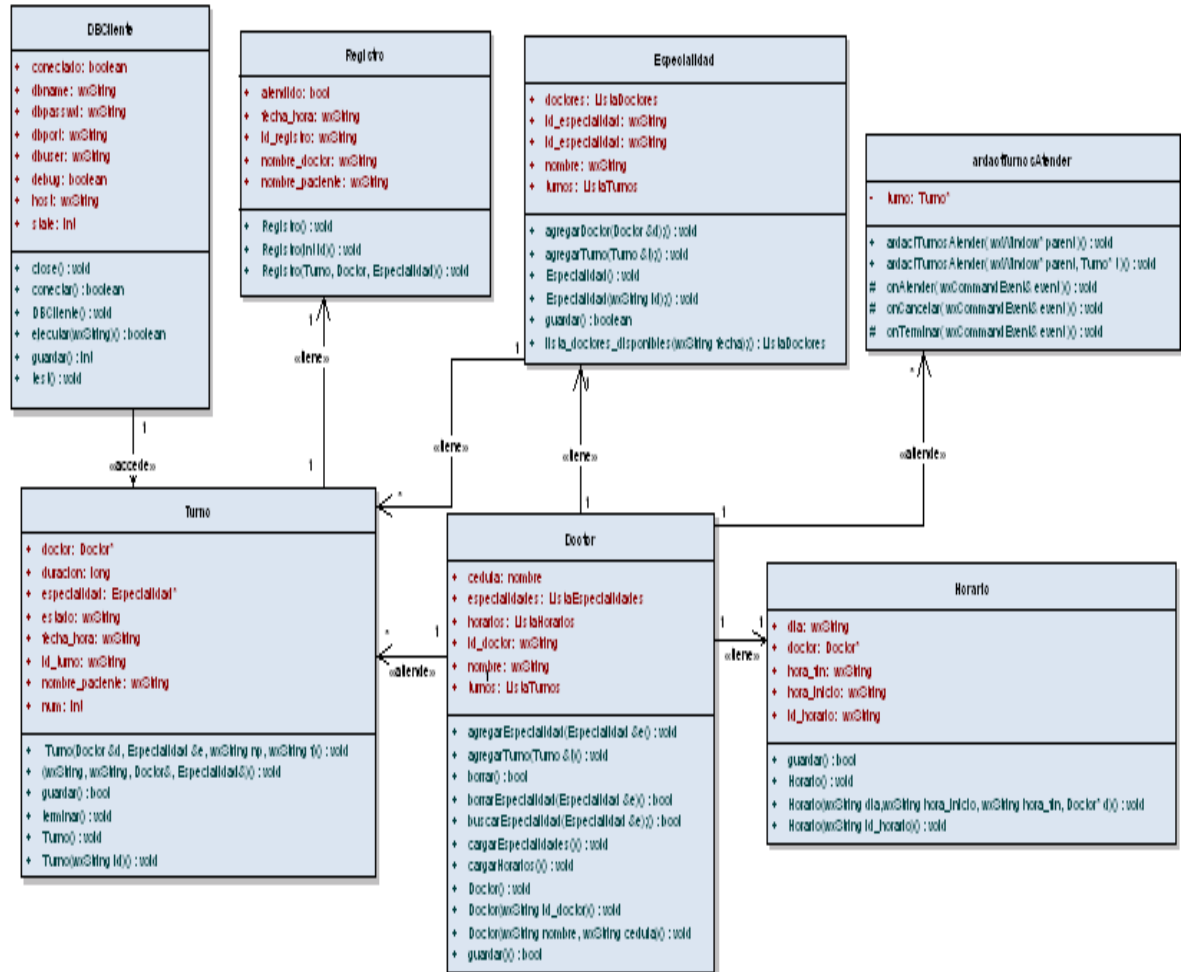 DBCliente
+ conectado: boolean
+ dbname: wxString
+ dbpasswd: wxString
+ dbport: wxString
+ dbuser: wxString
+ debug: boolean
+ host: wxString
+ state: int
+ close() : void
+ conectar() : boolean
+ DBCliente() : void
+ ejecutar(wxString)() : boolean
+ guardar() : int
+ test() : void
Registro
+ atendido: bool
+ fecha_hora: wxString
+ id_registro: wxString
+ nombre_doctor: wxString
+ nombre_paciente: wxString
+ Registro() : void
+ Registro(int id)() : void
+ Registro(Turno, Doctor, Especialidad)() : void
Especialidad
+ doctores: ListaDoctores
+ id_especialidad: wxString
+ id_especialidad: wxString
+ nombre: wxString
+ turnos: ListaTurnos
+ agregarDoctor(Doctor &d);() : void
+ agregarTurno(Turno &t);() : void
+ Especialidad() : void
+ Especialidad(wxString id);() : void
+ guardar() : boolean
+ lista_doctores_disponibles(wxString fecha);() : ListaDoctores
ardacfTurnosAtender
- turno: Turno*
+ ardacfTurnosAtender( wxWindow* parent )() : void
+ ardacfTurnosAtender( wxWindow* parent, Turno* t )() : void
# onAtender( wxCommandEvent& event )() : void
# onCancelar( wxCommandEvent& event )() : void
# onTerminar( wxCommandEvent& event )() : void
1
«accede»
1
«tiene»
1
1
«tiene»
*
«tiene»
1
*
«atiende»
1
Turno
+ doctor: Doctor*
+ duracion: long
+ especialidad: Especialidad*
+ estado: wxString
+ fecha_hora: wxString
+ id_turno: wxString
+ nombre_paciente: wxString
+ num: int
+ Turno(Doctor &d, Especialidad &e, wxString np, wxString f)() : void
+ (wxString, wxString, Doctor&, Especialidad&)() : void
+ guardar() : bool
+ terminar() : void
+ Turno() : void
+ Turno(wxString id)() : void
*
1
«atiende»
Doctor
+ cedula: nombre
+ especialidades: ListaEspecialidades
+ horarios: ListaHorarios
+ id_doctor: wxString
+ nombre: wxString
+ turnos: ListaTurnos
+ agregarEspecialidad(Especialidad &e)() : void
+ agregarTurno(Turno &t)() : void
+ borrar() : bool
+ borrarEspecialidad(Especialidad &e)() : bool
+ buscarEspecialidad(Especialidad &e);() : bool
+ cargarEspecialidades()() : void
+ cargarHorarios()() : void
+ Doctor() : void
+ Doctor(wxString id_doctor)() : void
+ Doctor(wxString nombre, wxString cedula)() : void
+ guardar()() : bool
1
1
«tiene»
Horario
+ dia: wxString
+ doctor: Doctor*
+ hora_fin: wxString
+ hora_inicio: wxString
+ id_horario: wxString
+ guardar() : bool
+ Horario() : void
+ Horario(wxString dia,wxString hora_inicio, wxString hora_fin, Doctor* d)() : void
+ Horario(wxString id_horario)() : void